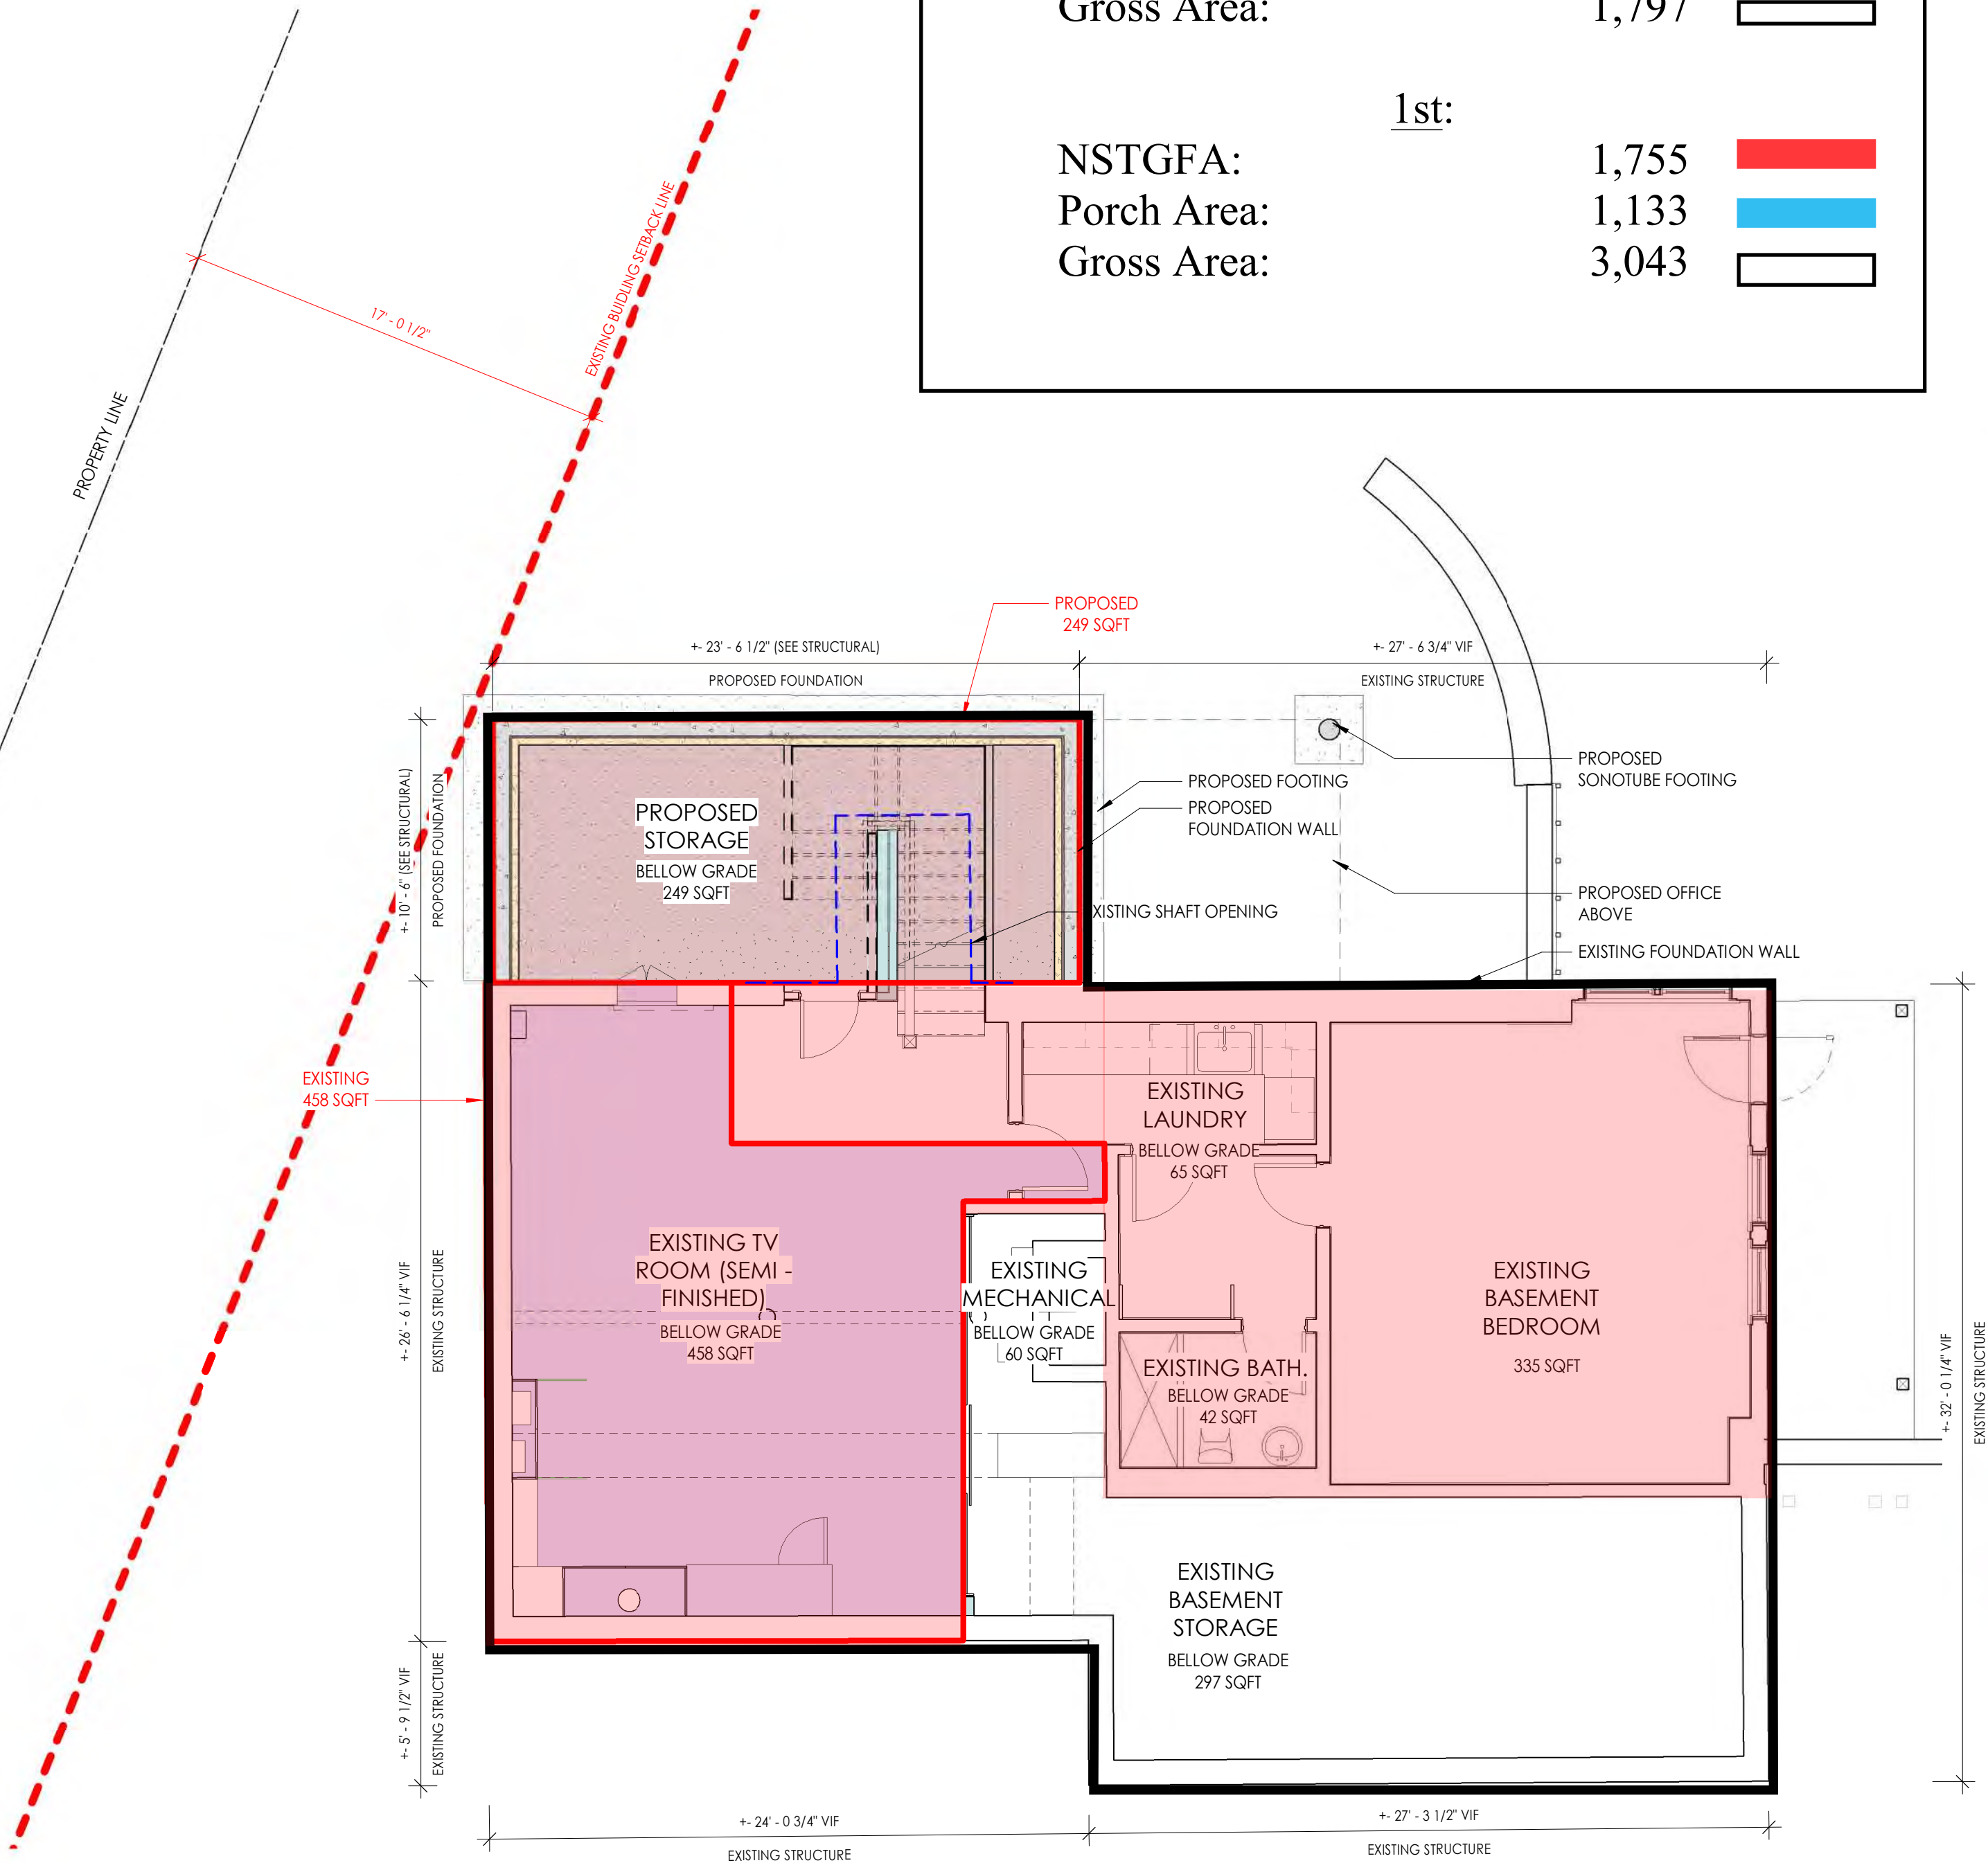 Gross Area: 1,797
1st:
NSTGFA: 1,755
Porch Area: 1,133
Gross Area: 3,043
PROPERTY LINE
17' - 0 1/2"
EXISTING BUIDLING SETBACK LINE
PROPOSED
249 SQFT
+- 23' - 6 1/2" (SEE STRUCTURAL)
PROPOSED FOUNDATION
+- 27' - 6 3/4" VIF
EXISTING STRUCTURE
+- 10' - 6" (SEE STRUCTURAL)
PROPOSED FOUNDATION
PROPOSED
STORAGE
BELLOW GRADE
249 SQFT
PROPOSED FOOTING
PROPOSED
FOUNDATION WALL
XISTING SHAFT OPENING
PROPOSED
SONOTUBE FOOTING
PROPOSED OFFICE
ABOVE
EXISTING FOUNDATION WALL
EXISTING
458 SQFT
EXISTING
LAUNDRY
BELLOW GRADE
65 SQFT
EXISTING TV
ROOM (SEMI -
FINISHED)
BELLOW GRADE
458 SQFT
EXISTING
MECHANICAL
BELLOW GRADE
60 SQFT
EXISTING BATH.
BELLOW GRADE
42 SQFT
EXISTING
BASEMENT
BEDROOM
335 SQFT
+- 26' - 6 1/4" VIF
EXISTING STRUCTURE
+- 32' - 0 1/4" VIF
EXISTING STRUCTURE
EXISTING
BASEMENT
STORAGE
BELLOW GRADE
297 SQFT
+- 5' - 9 1/2" VIF
EXISTING STRUCTURE
+- 24' - 0 3/4" VIF
EXISTING STRUCTURE
+- 27' - 3 1/2" VIF
EXISTING STRUCTURE